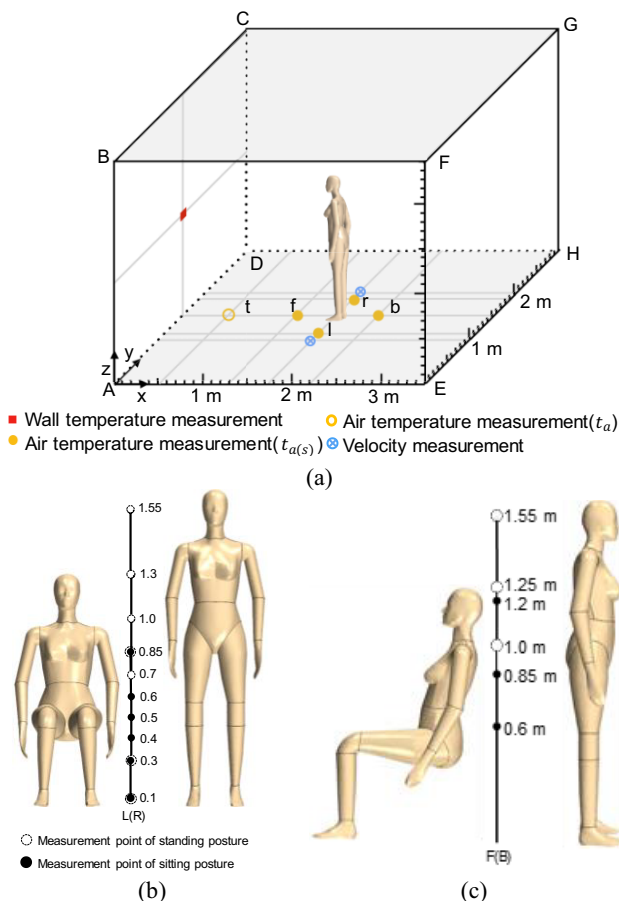 C
G
B
F
D
H
t
f
r
b
l
2 m
1 m
z
y
x
A
1 m
2 m
3 m
E
Wall temperature measurement
Air temperature measurement(t_a)
Air temperature measurement(t_{a(s)})
Velocity measurement
(a)
1.55
1.3
1.0
0.85
0.7
0.6
0.5
0.4
0.3
0.1
L(R)
Measurement point of standing posture
Measurement point of sitting posture
(b)
1.55 m
1.25 m
1.2 m
1.0 m
0.85 m
0.6 m
F(B)
(c)